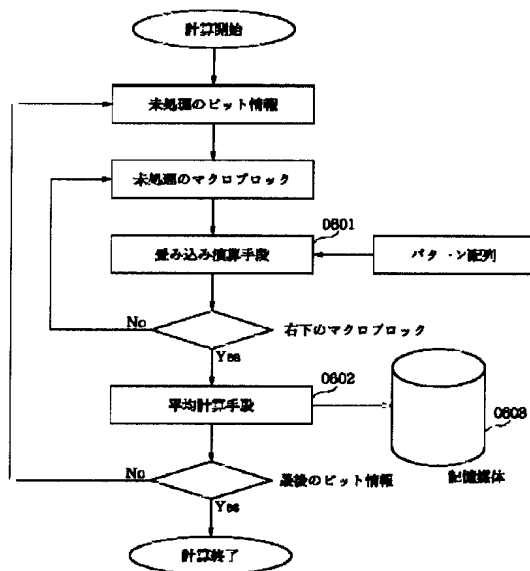 計算開始
未処理のビット情報
未処理のマクロブロック
0601
畳み込み演算手段
パターン配列
No
右下のマクロブロック
Yes
0602
平均計算手段
0603
記憶媒体
No
最後のビット情報
Yes
計算終了